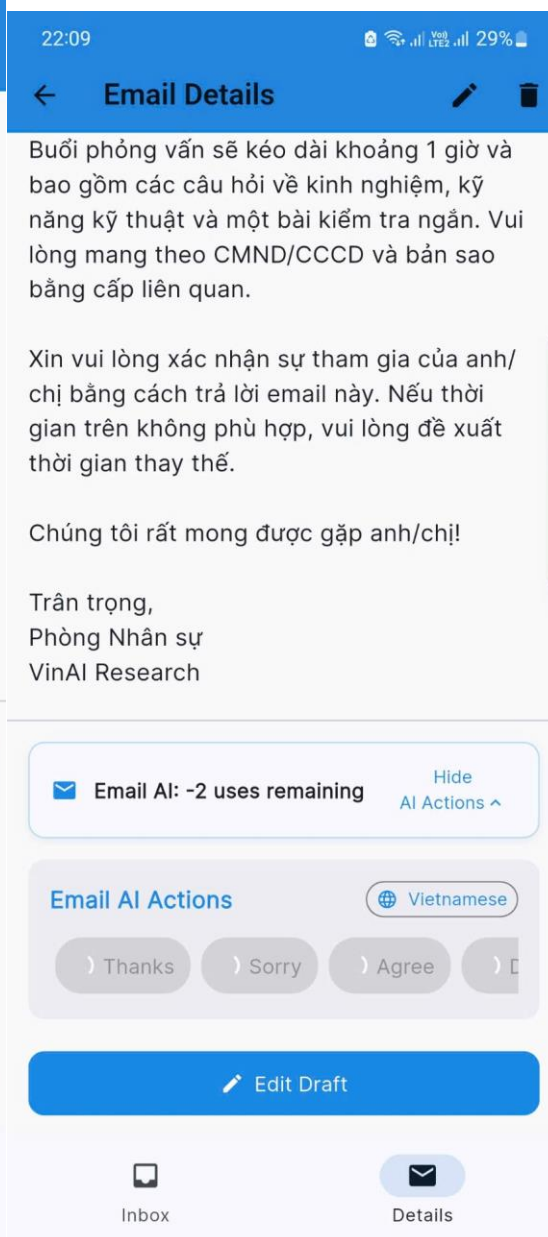 22:09
Vo)) LTE2 29%
Email Details
Buổi phỏng vấn sẽ kéo dài khoảng 1 giờ và
bao gồm các câu hỏi về kinh nghiệm, kỹ
năng kỹ thuật và một bài kiểm tra ngắn. Vui
lòng mang theo CMND/CCCD và bản sao
bằng cấp liên quan.
Xin vui lòng xác nhận sự tham gia của anh/
chị bằng cách trả lời email này. Nếu thời
gian trên không phù hợp, vui lòng đề xuất
thời gian thay thế.
Chúng tôi rất mong được gặp anh/chị!
Trân trọng,
Phòng Nhân sự
VinAI Research
Email AI: -2 uses remaining
Hide
AI Actions
Email AI Actions
Vietnamese
Thanks
Sorry
Agree
D
Edit Draft
Inbox
Details